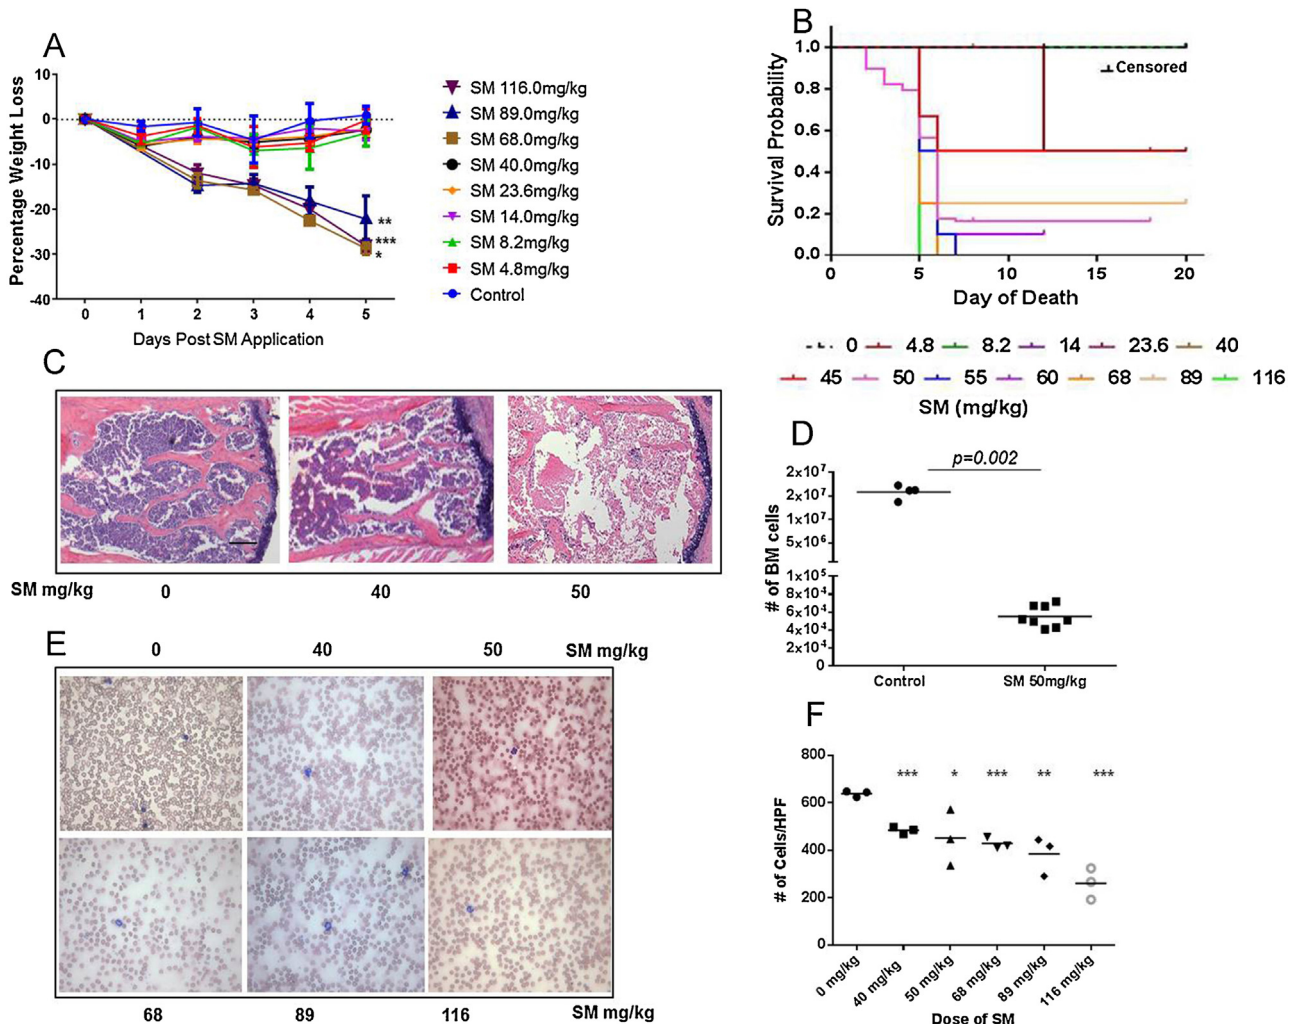 A
Percentage Weight Loss
10
0
-10
-20
-30
-40
0 1 2 3 4 5
Days Post SM Application
**
***
*
SM 116.0mg/kg
SM 89.0mg/kg
SM 68.0mg/kg
SM 40.0mg/kg
SM 23.6mg/kg
SM 14.0mg/kg
SM 8.2mg/kg
SM 4.8mg/kg
Control
B
Survival Probability
1.0
0.8
0.6
0.4
0.2
0.0
Censored
0 5 10 15 20
Day of Death
0 4.8 8.2 14 23.6 40
45 50 55 60 68 89 116
SM (mg/kg)
C
SM mg/kg 0 40 50
D
# of BM cells
p=0.002
2x10⁷
2x10⁷
1x10⁷
5x10⁶
1x10⁵
8x10⁴
6x10⁴
4x10⁴
2x10⁴
0
Control SM 50mg/kg
E
0 40 50 SM mg/kg
68 89 116 SM mg/kg
F
# of Cells/HPF
800
600
400
200
0
*** * *** ** ***
0 mg/kg 40 mg/kg 50 mg/kg 68 mg/kg 89 mg/kg 116 mg/kg
Dose of SM